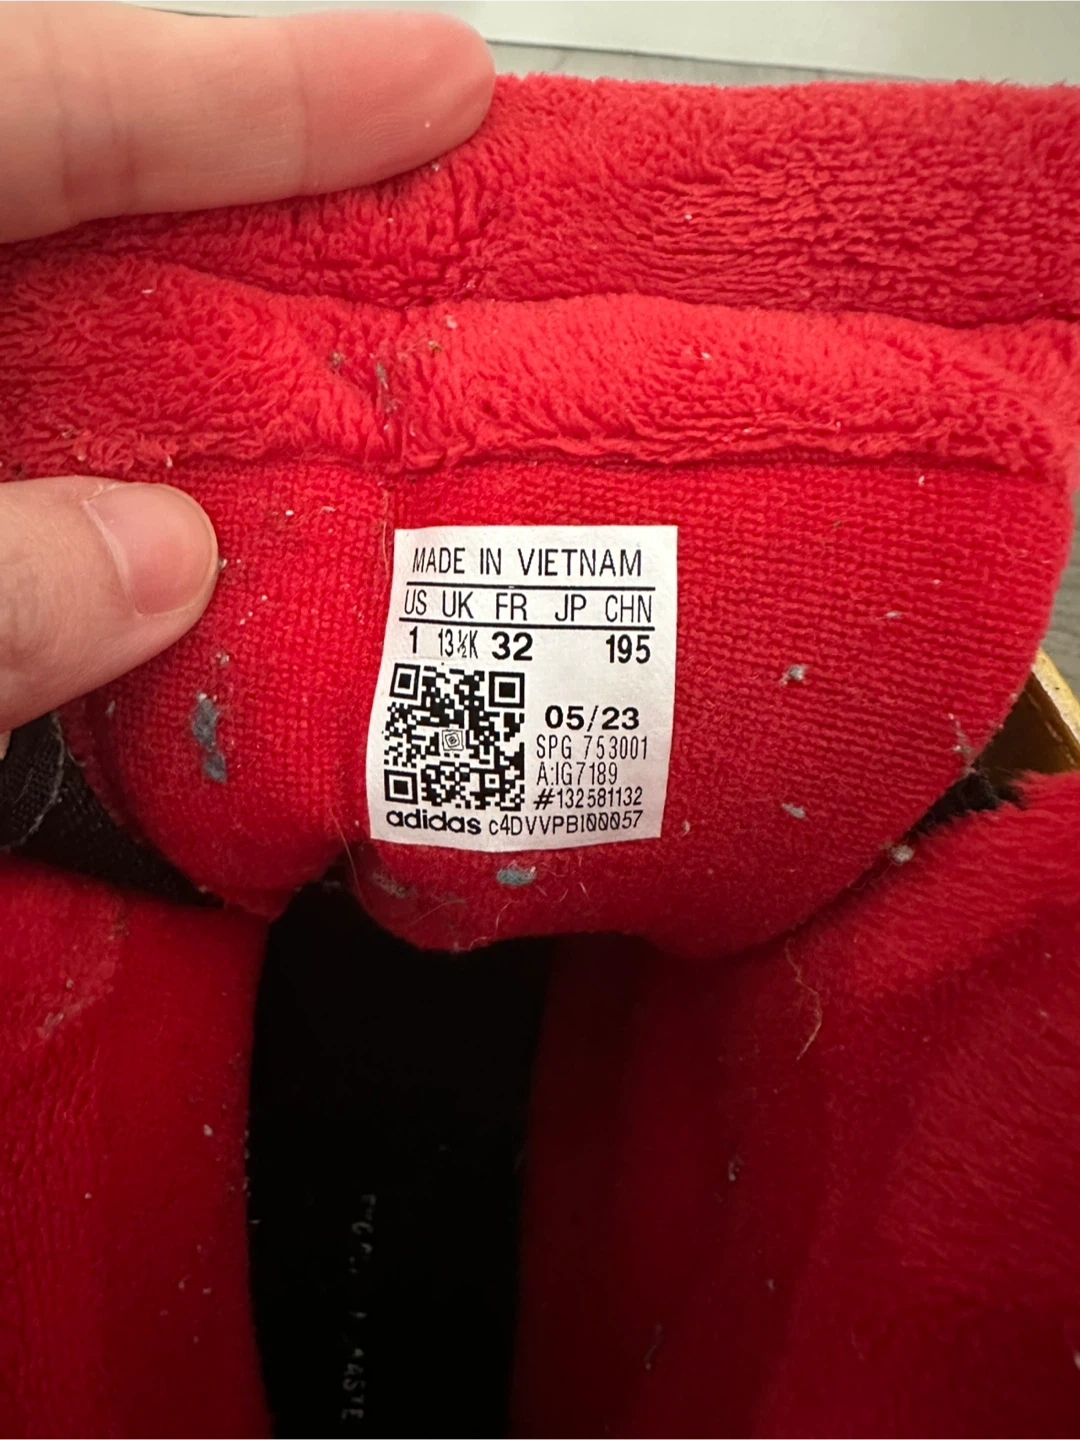 MADE IN VIETNAM
US UK FR JP CHN
1 13½K 32 195
05/23
SPG 753001
A:IG7189
#132581132
adidas c4DVVPB100057